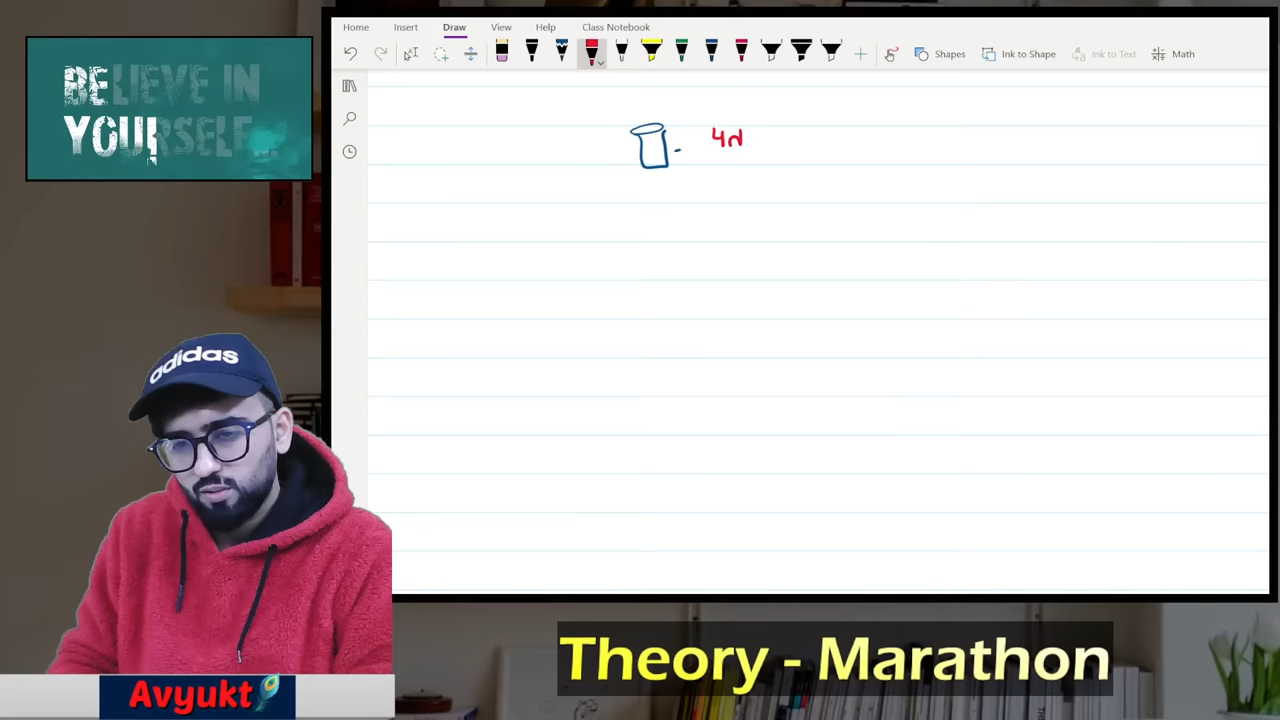 Home Insert Draw View Help Class Notebook
Shapes Ink to Shape Ink to Text Math
BELIEVE IN
YOURSELF...
adidas
Theory - Marathon
Avyukt